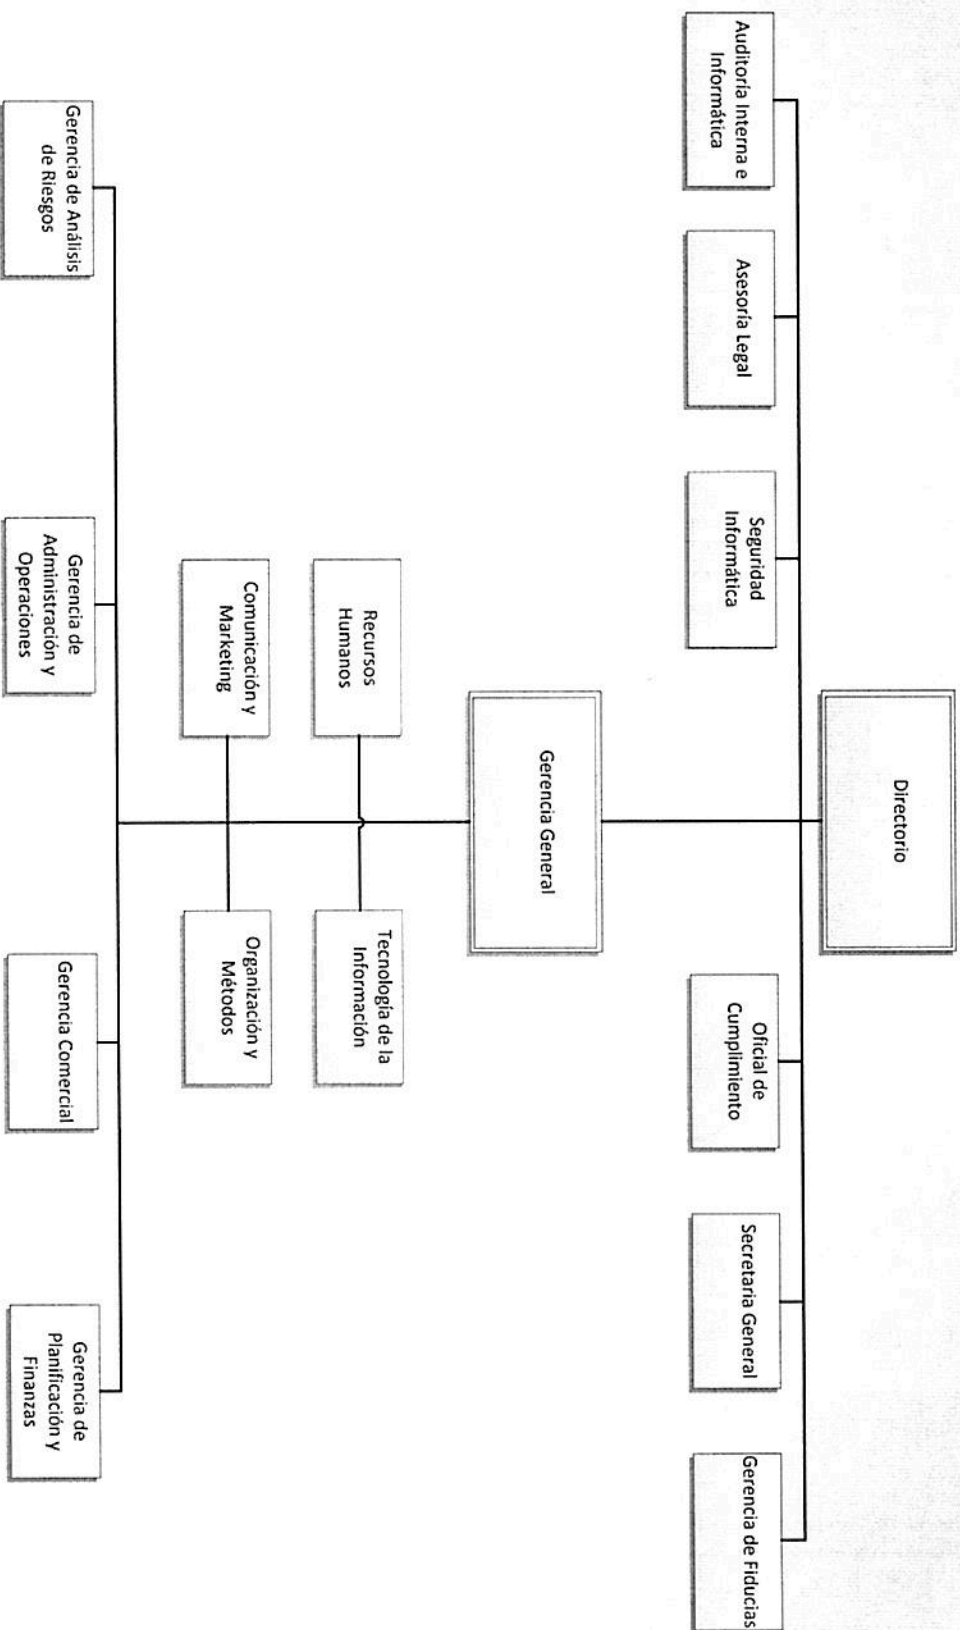 Directorio
Auditoría Interna e
Informática
Asesoría Legal
Seguridad
Informática
Oficial de
Cumplimiento
Secretaria General
Gerencia de Fiducias
Gerencia General
Recursos
Humanos
Tecnología de la
Información
Comunicación y
Marketing
Organización y
Métodos
Gerencia de Análisis
de Riesgos
Gerencia de
Administración y
Operaciones
Gerencia Comercial
Gerencia de
Planificación y
Finanzas